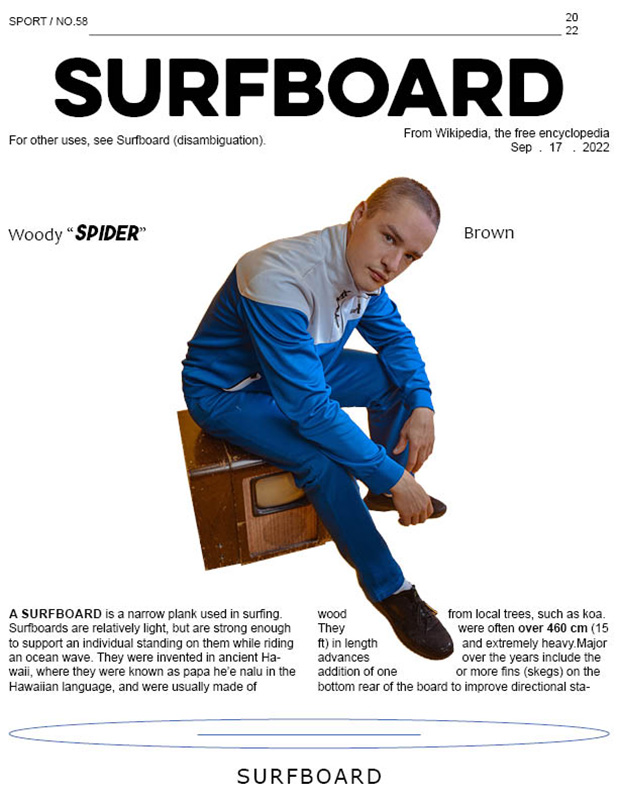 SPORT / NO.58
20
22
SURFBOARD
For other uses, see Surfboard (disambiguation).
From Wikipedia, the free encyclopedia
Sep . 17 . 2022
Woody “SPIDER”
Brown
A SURFBOARD is a narrow plank used in surfing.
Surfboards are relatively light, but are strong enough
to support an individual standing on them while riding
an ocean wave. They were invented in ancient Ha-
waii, where they were known as papa he’e nalu in the
Hawaiian language, and were usually made of
wood from local trees, such as koa.
They were often over 460 cm (15
ft) in length and extremely heavy.Major
advances over the years include the
addition of one or more fins (skegs) on the
bottom rear of the board to improve directional sta-
SURFBOARD